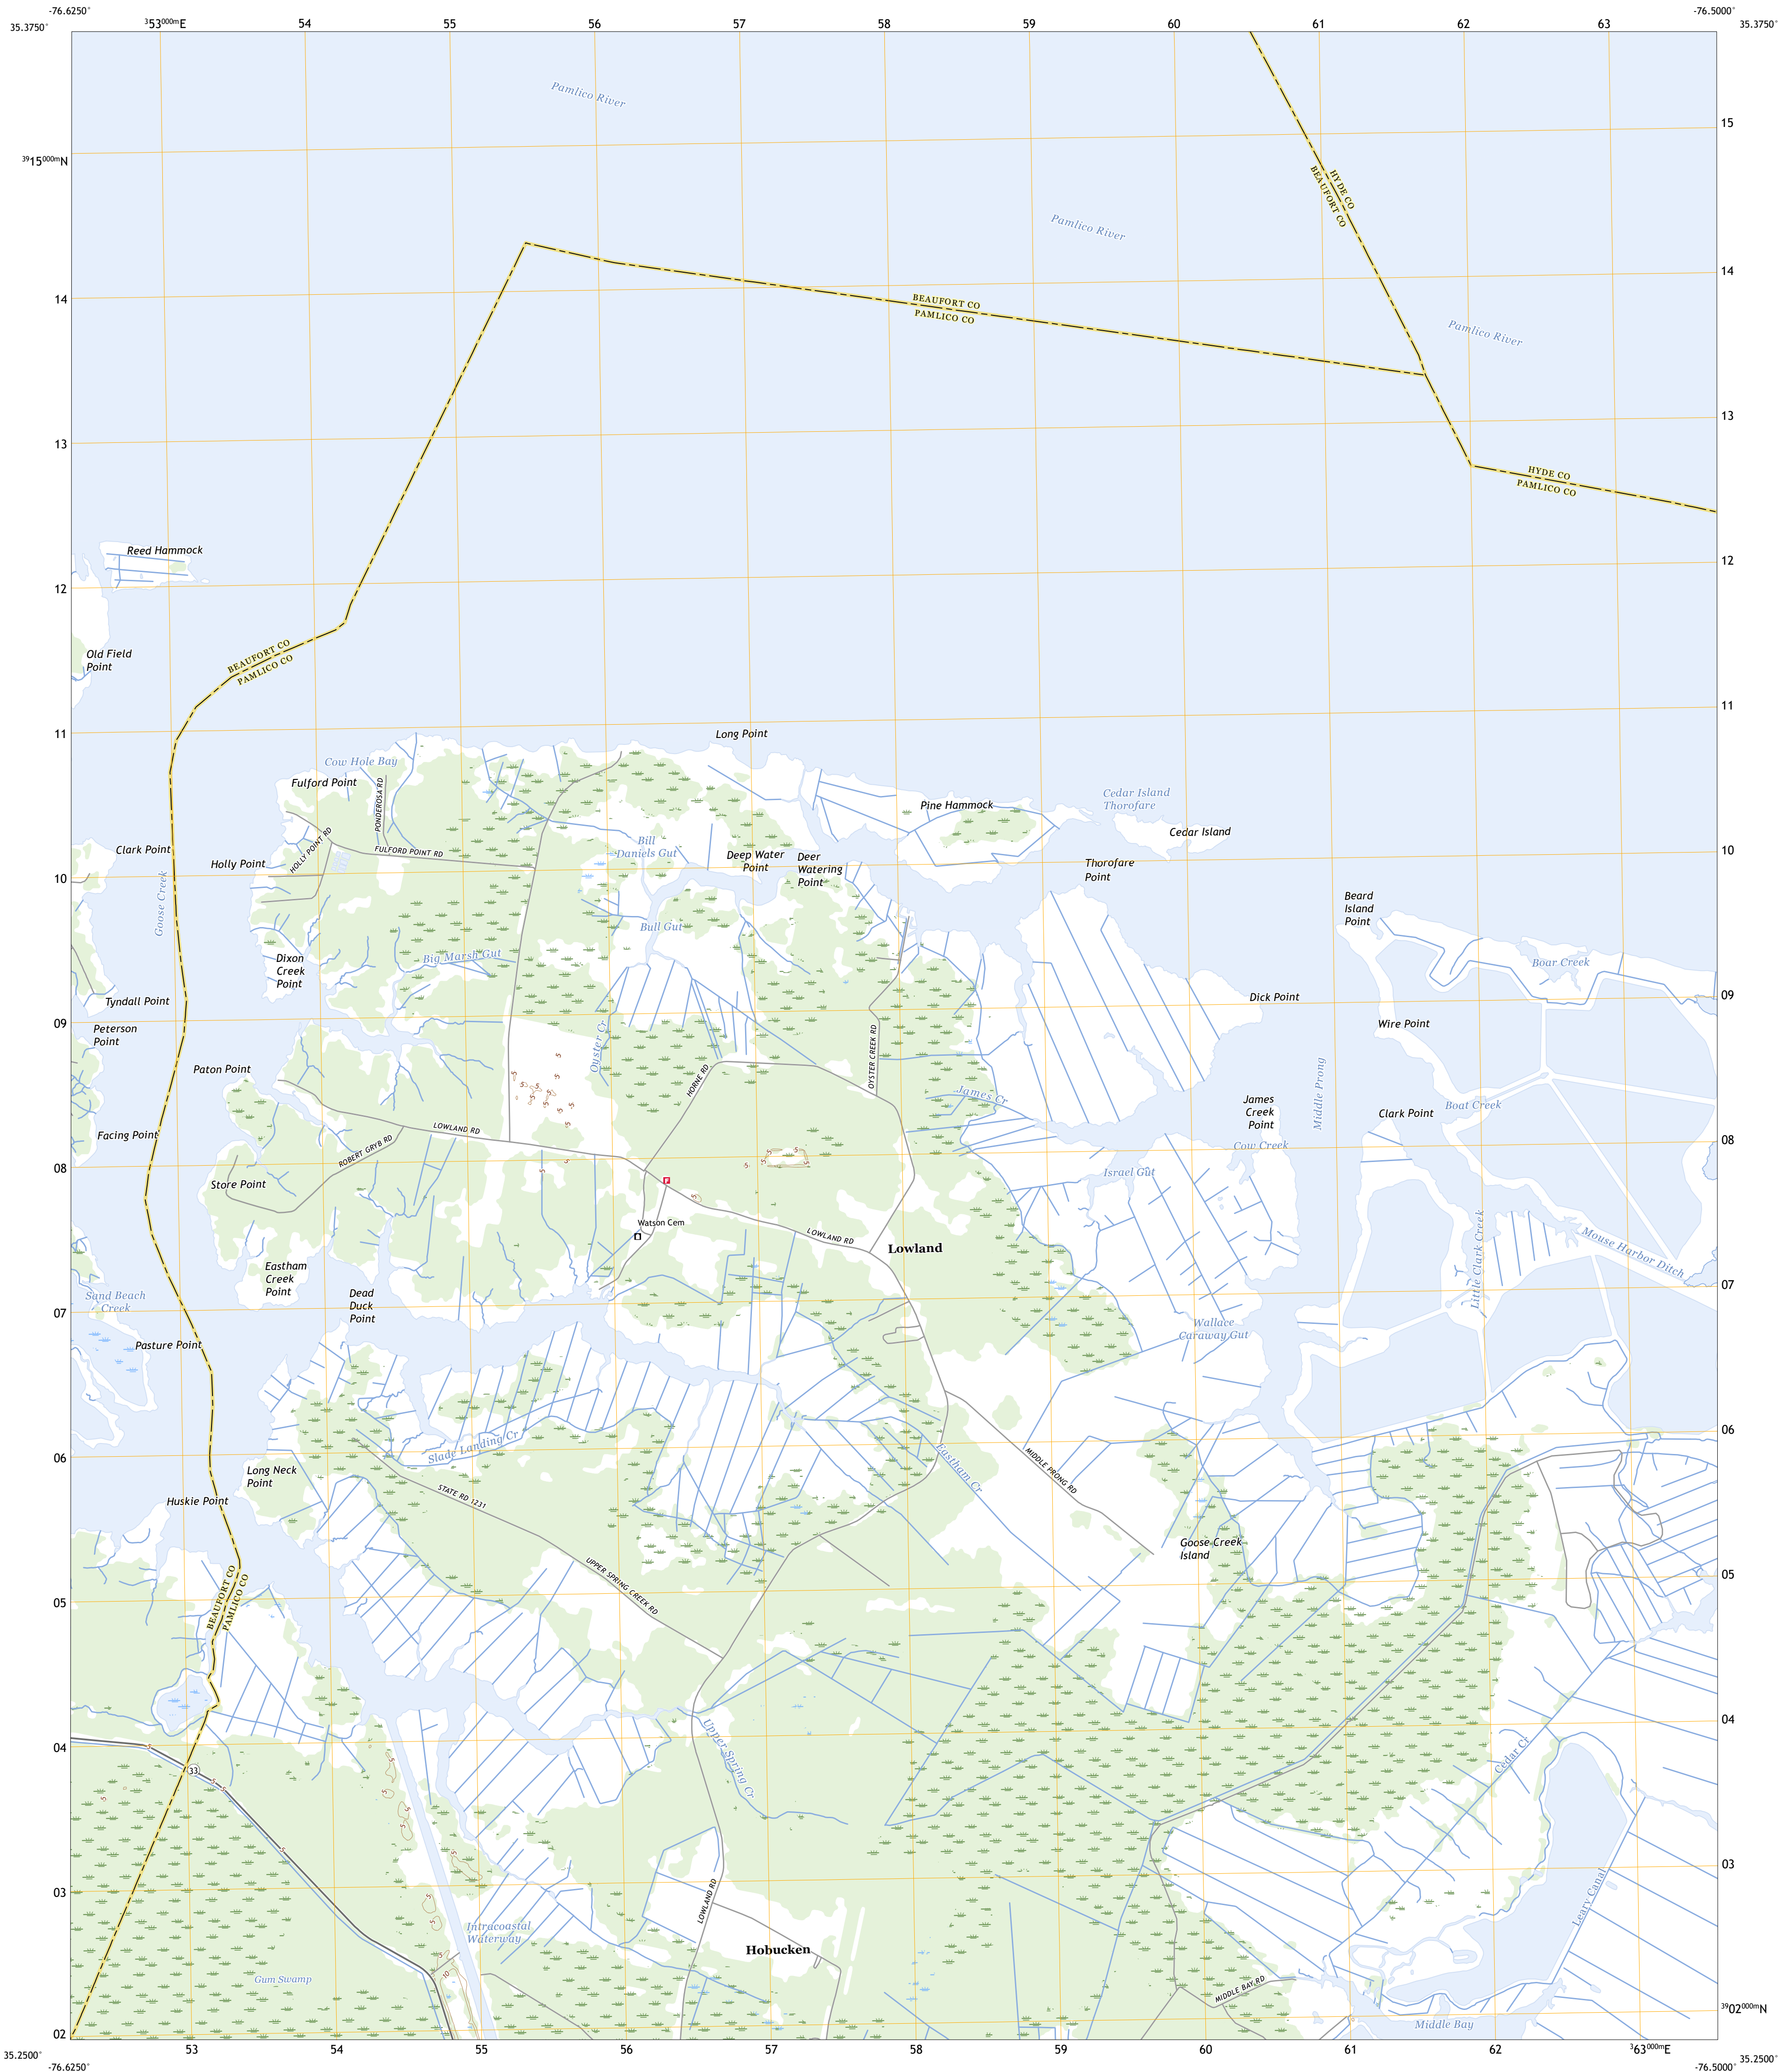 -76.6250°
-76.5000°
35.3750°
³53⁰⁰⁰ᵐE
54
55
56
57
58
59
60
61
62
63
35.3750°
Pamlico River
15
³⁹15⁰⁰⁰ᵐN
HYDE CO
BEAUFORT CO
Pamlico River
14
14
BEAUFORT CO
PAMLICO CO
Pamlico River
13
13
HYDE CO
PAMLICO CO
Reed Hammock
12
12
BEAUFORT CO
PAMLICO CO
Old Field
Point
11
11
Long Point
Cow Hole Bay
Fulford Point
PONDEROSA RD
Cedar Island
Thorofare
Pine Hammock
Cedar Island
HOLLY POINT RD
FULFORD POINT RD
Bill
Daniels Gut
Clark Point
Holly Point
Deep Water
Point
Deer
Watering
Point
Thorofare
Point
10
10
Goose Creek
Beard
Island
Point
Bull Gut
Big Marsh Gut
Dixon
Creek
Point
Boar Creek
Tyndall Point
Dick Point
09
09
Peterson
Point
Wire Point
Oyster Cr
OYSTER CREEK RD
HORNE RD
Paton Point
James Cr
Middle Prong
James
Creek
Point
Clark Point
Boat Creek
LOWLAND RD
Facing Point
ROBERT GRYB RD
Cow Creek
08
08
Israel Gut
Store Point
F
Watson Cem
LOWLAND RD
Lowland
Little Clark Creek
Mouse Harbor Ditch
Eastham
Creek
Point
Sand Beach
Creek
Dead
Duck
Point
07
07
Wallace
Caraway Gut
Pasture Point
Slade Landing Cr
06
06
Eastham Cr
MIDDLE PRONG RD
Long Neck
Point
STATE RD 1231
Huskie Point
Goose Creek
Island
UPPER SPRING CREEK RD
BEAUFORT CO
PAMLICO CO
05
05
Upper Spring Cr
04
04
33
Cedar Cr
03
03
LOWLAND RD
Leary Canal
Intracoastal
Waterway
Hobucken
Gum Swamp
10
MIDDLE BAY RD
³⁹02⁰⁰⁰ᵐN
Middle Bay
02
35.2500°
53
54
55
56
57
58
59
60
61
62
³63⁰⁰⁰ᵐE
35.2500°
-76.6250°
-76.5000°